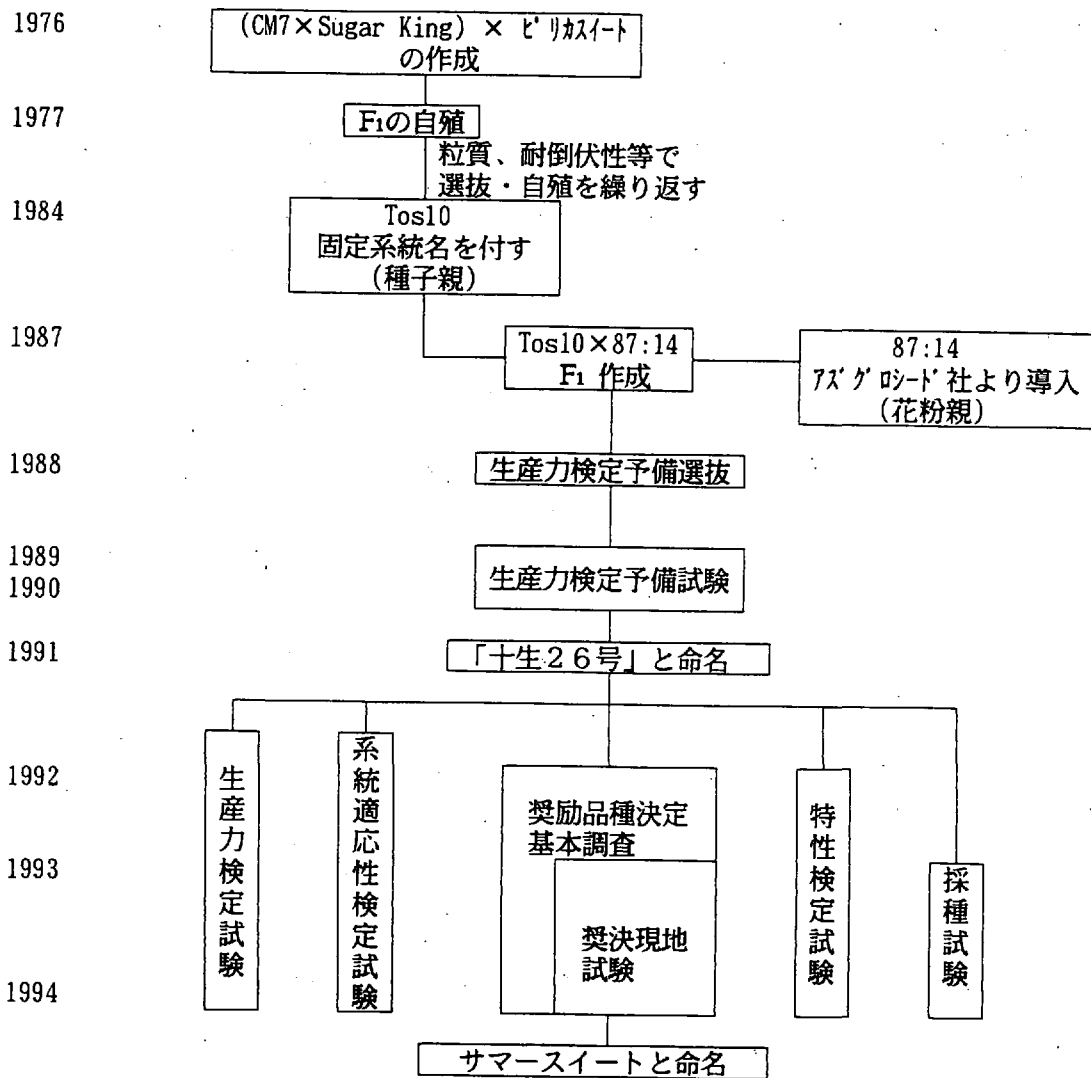 1976
(CM7×Sugar King) × ピリカスイート
の作成
1977
F1の自殖
粒質、耐倒伏性等で
選抜・自殖を繰り返す
1984
Tos10
固定系統名を付す
(種子親)
1987
Tos10×87:14
F1 作成
87:14
アズグロシード社より導入
(花粉親)
1988
生産力検定予備選抜
1989
1990
生産力検定予備試験
1991
「十生26号」と命名
1992
1993
1994
生産力検定試験
系統適応性検定試験
奨励品種決定
基本調査
奨決現地
試験
特性検定試験
採種試験
サマースイートと命名